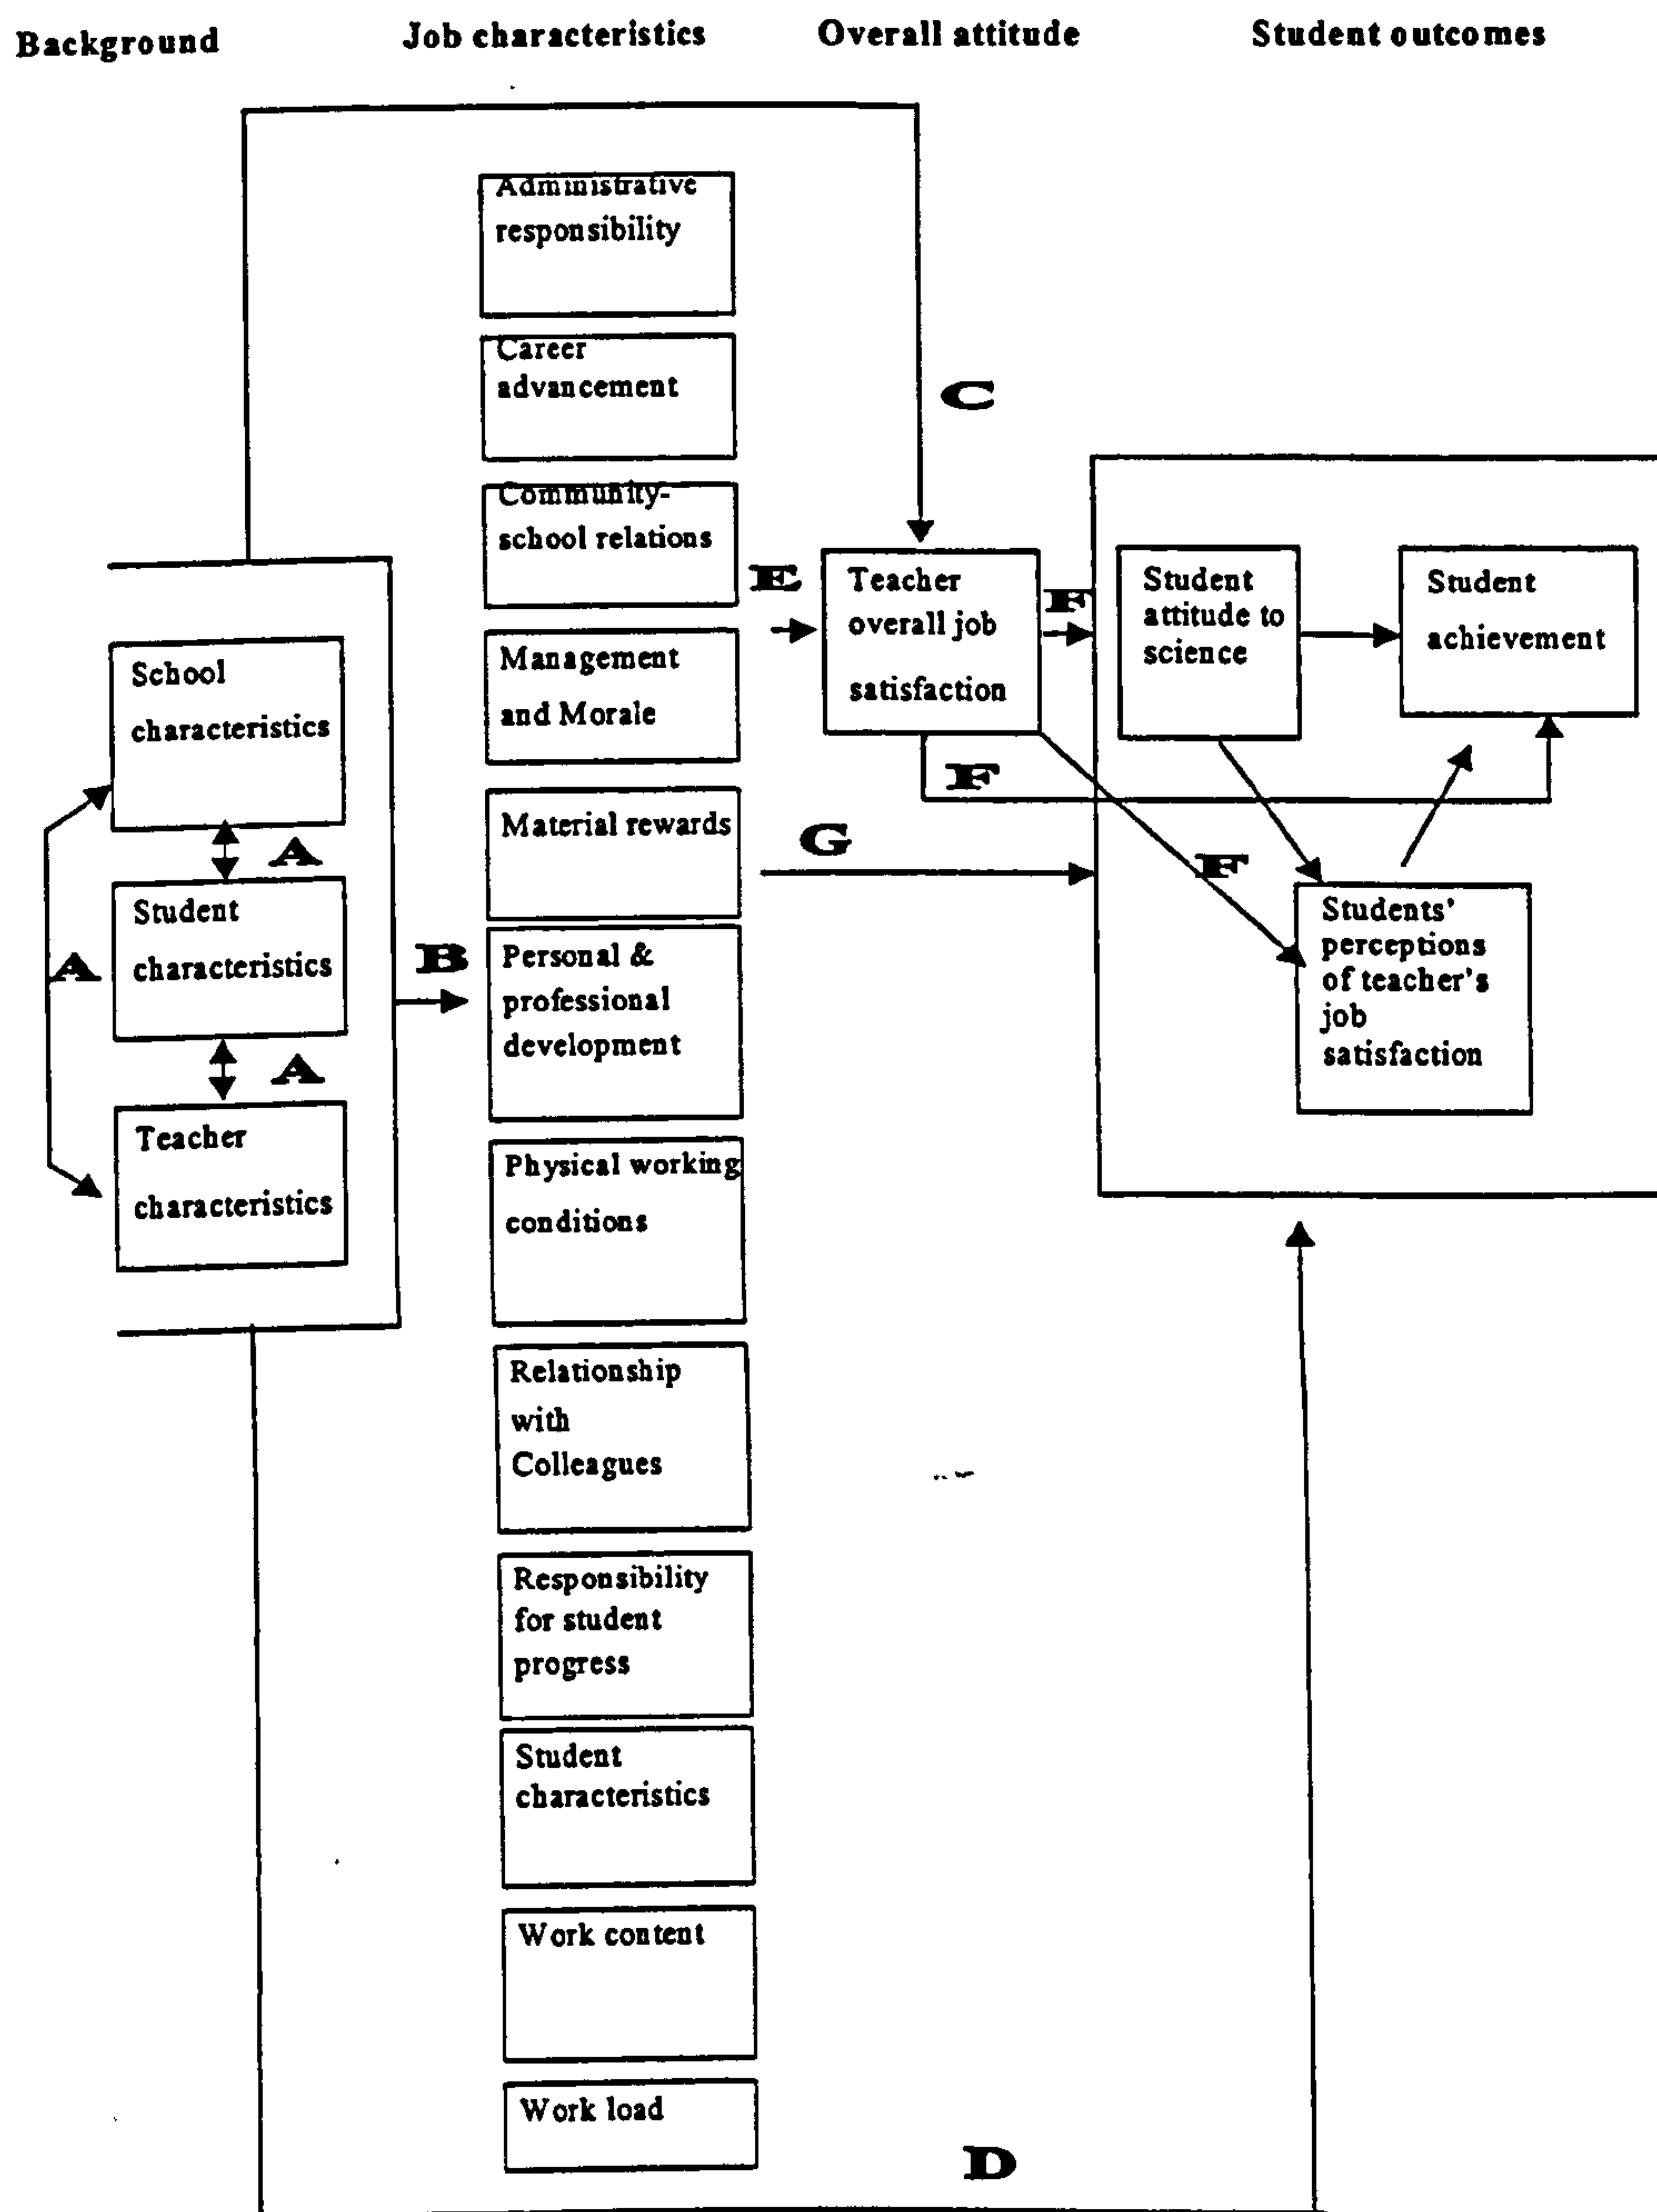 Background
Job characteristics
Overall attitude
Student outcomes
Administrative
responsibility
Career
advancement
C
Community-
school relations
E
Teacher
overall job
satisfaction
F
Student
attitude to
science
Student
achievement
School
characteristics
Management
and Morale
F
Material rewards
G
F
A
Student
characteristics
A
B
Personal &
professional
development
Students'
perceptions
of teacher's
job
satisfaction
A
Teacher
characteristics
Physical working
conditions
Relationship
with
Colleagues
Responsibility
for student
progress
Student
characteristics
Work content
Work load
D